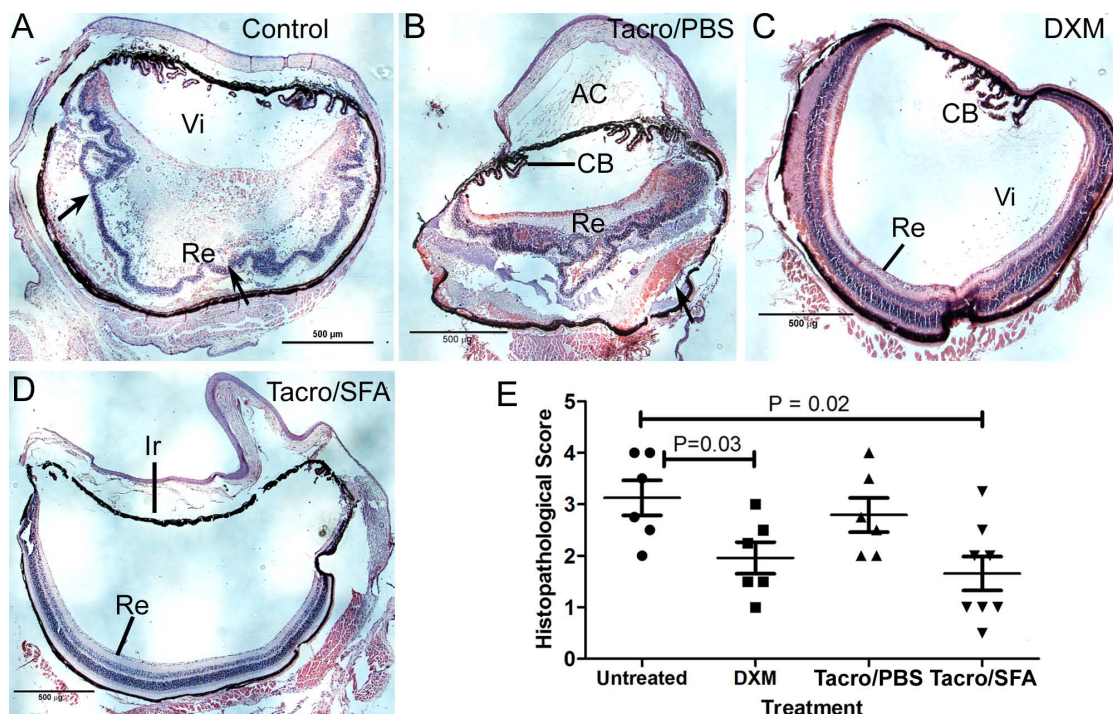 A
Control
Vi
Re
500 µm
B
Tacro/PBS
AC
CB
Re
500 µg
C
DXM
CB
Vi
Re
500 µg
D
Tacro/SFA
Ir
Re
500 µg
E
P = 0.02
P=0.03
5
4
3
2
1
0
Histopathological Score
Untreated
DXM
Tacro/PBS
Tacro/SFA
Treatment